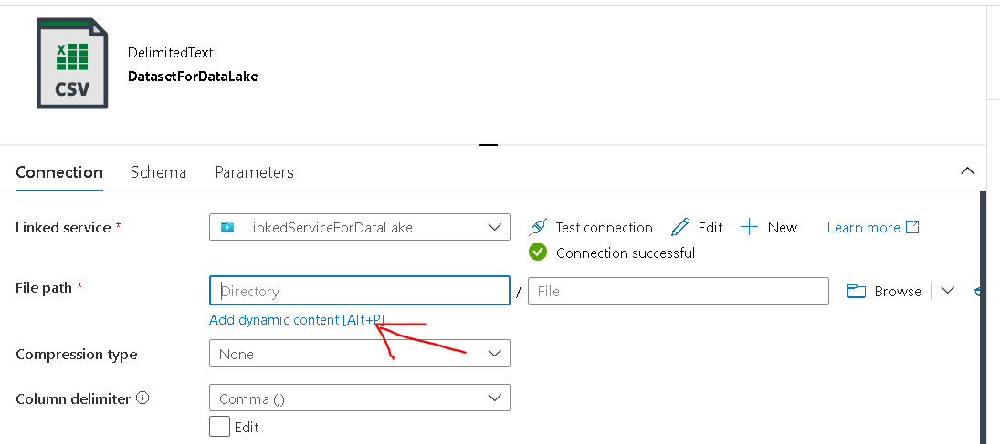 X
CSV
DelimitedText
DatasetForDataLake
Connection Schema Parameters
Linked service * LinkedServiceForDataLake Test connection Edit New Learn more
Connection successful
File path * Directory / File Browse
Add dynamic content [Alt+P]
Compression type None
Column delimiter Comma (,)
Edit